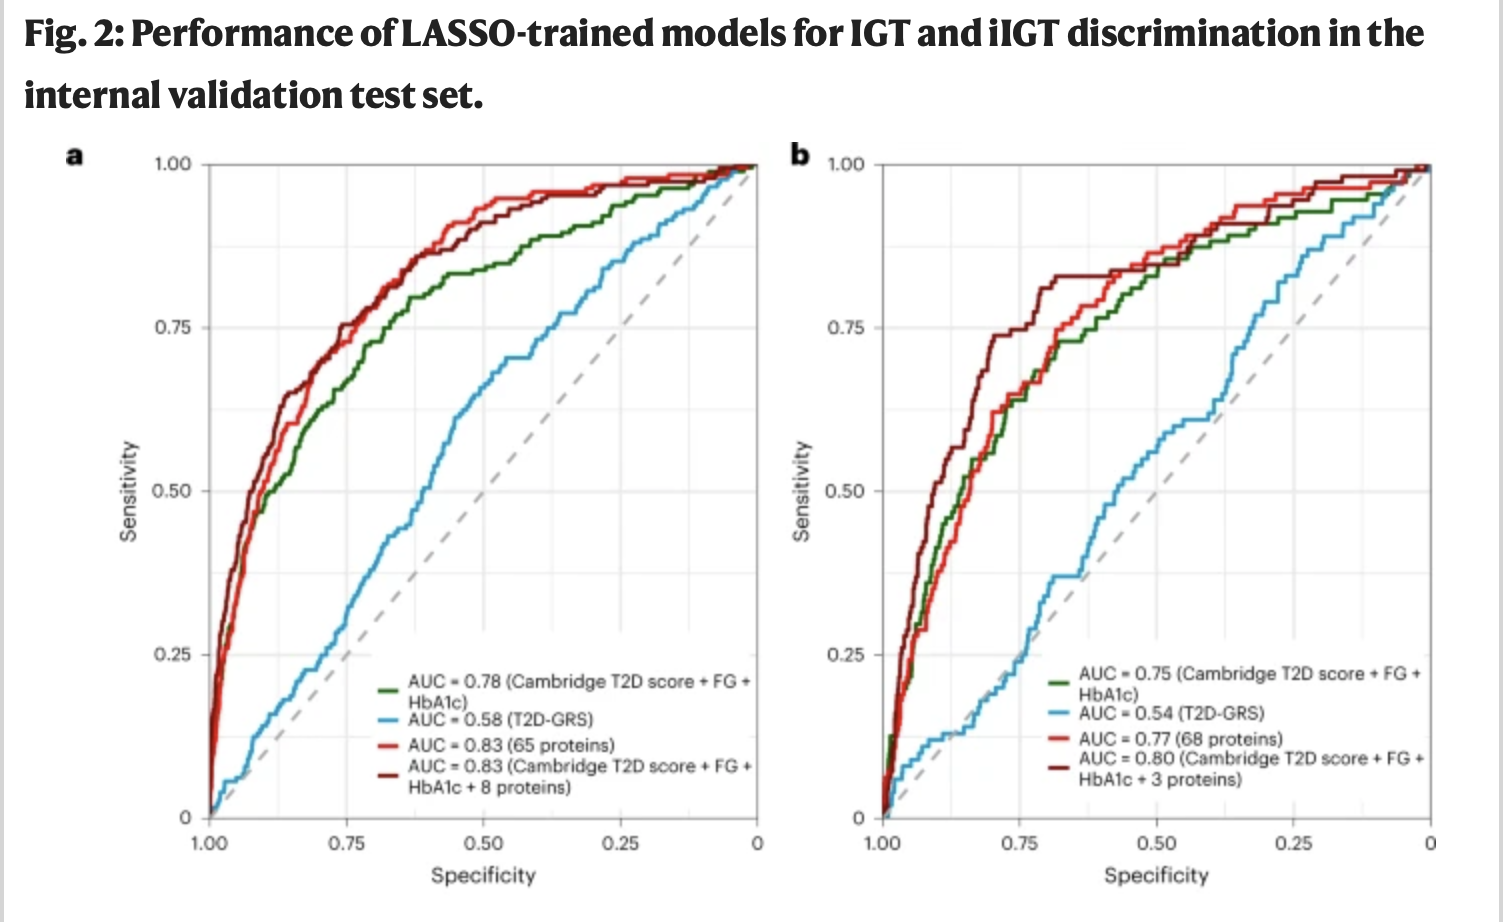 Fig. 2: Performance of LASSO-trained models for IGT and iIGT discrimination in the
internal validation test set.
a
1.00
0.75
0.50
0.25
0
Sensitivity
1.00 0.75 0.50 0.25 0
Specificity
AUC = 0.78 (Cambridge T2D score + FG +
HbA1c)
AUC = 0.58 (T2D-GRS)
AUC = 0.83 (65 proteins)
AUC = 0.83 (Cambridge T2D score + FG +
HbA1c + 8 proteins)
b
1.00
0.75
0.50
0.25
0
Sensitivity
1.00 0.75 0.50 0.25 0
Specificity
AUC = 0.75 (Cambridge T2D score + FG +
HbA1c)
AUC = 0.54 (T2D-GRS)
AUC = 0.77 (68 proteins)
AUC = 0.80 (Cambridge T2D score + FG +
HbA1c + 3 proteins)